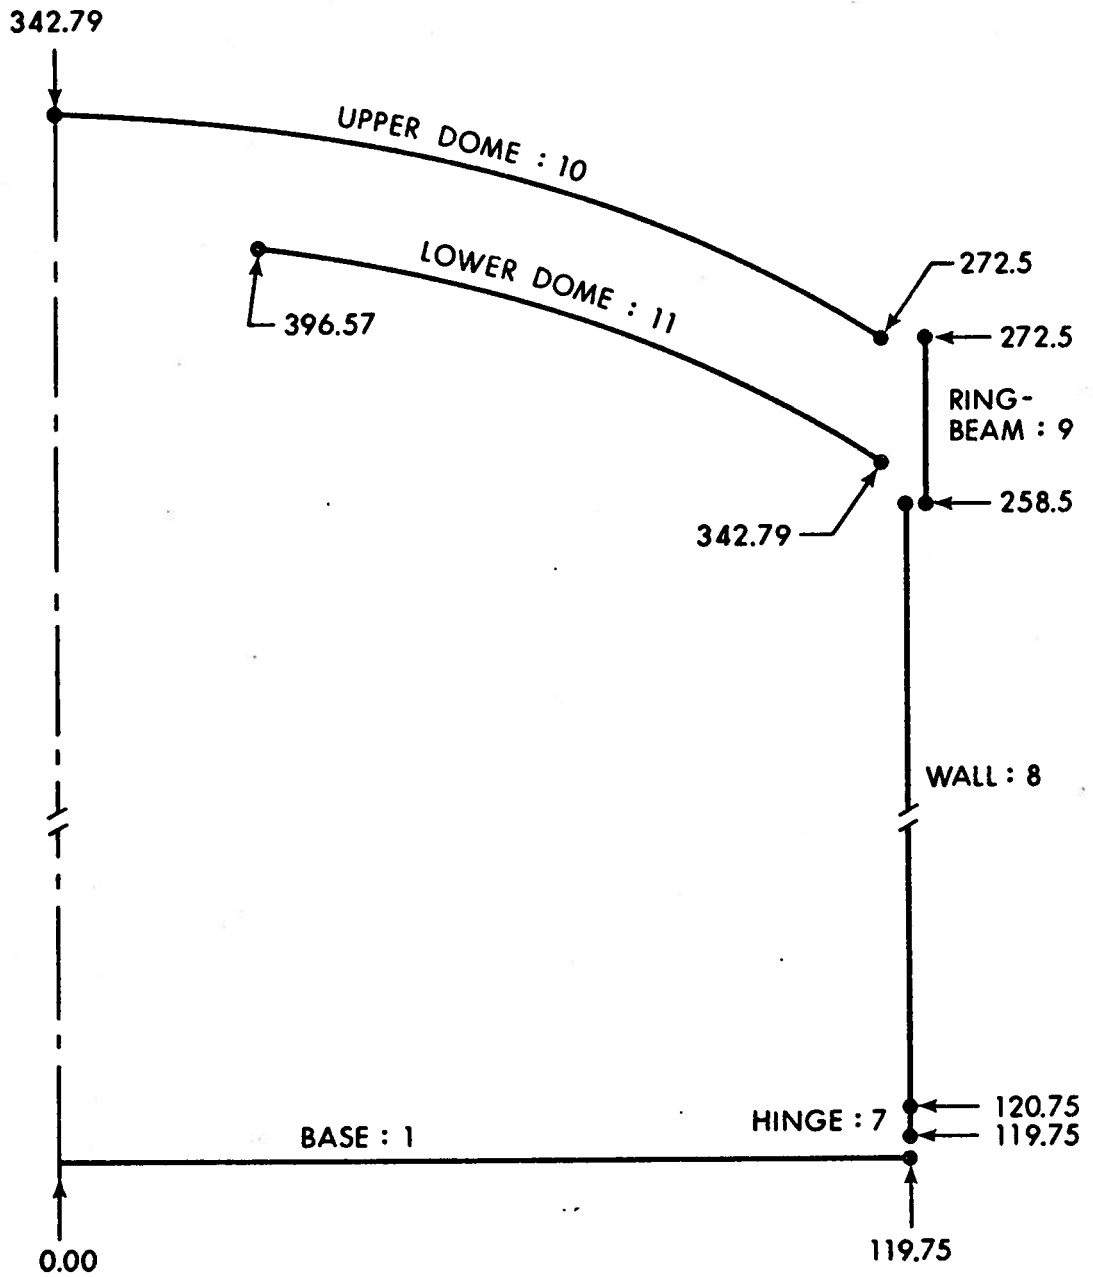 342.79
UPPER DOME : 10
LOWER DOME : 11
272.5
396.57
272.5
RING-
BEAM : 9
258.5
342.79
WALL : 8
120.75
HINGE : 7
119.75
BASE : 1
0.00
119.75